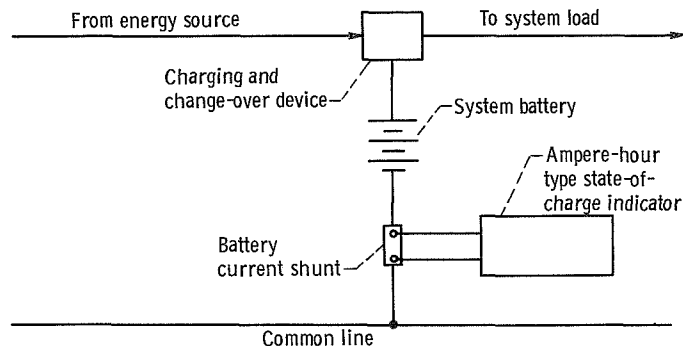 From energy source
To system load
Charging and
change-over device
System battery
Ampere-hour
type state-of-
charge indicator
Battery
current shunt
Common line